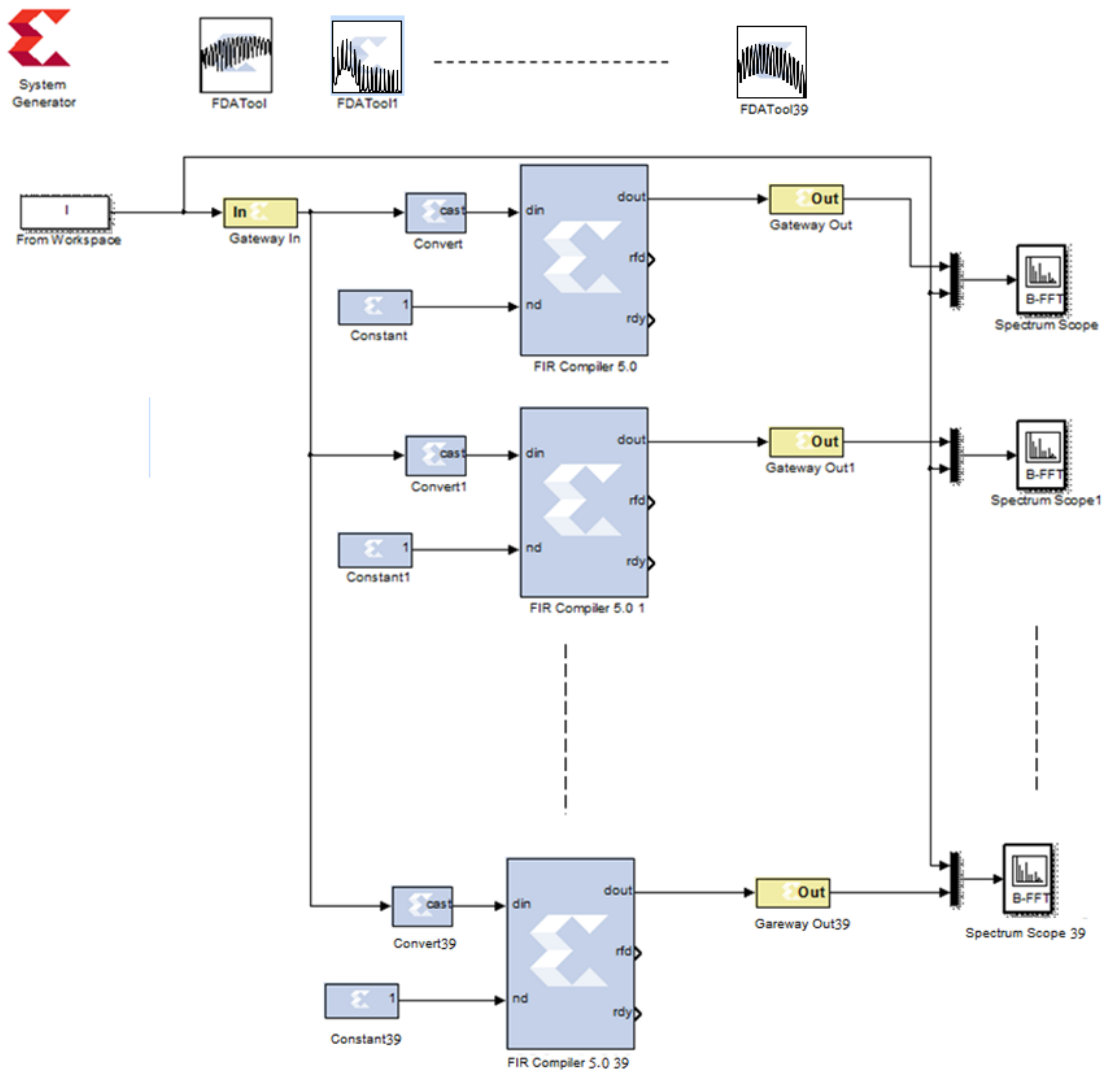 System
Generator
FDATool
FDATool1
FDATool39
I
From Workspace
In
Gateway In
cast
Convert
1
Constant
din
nd
dout
rfd
rdy
FIR Compiler 5.0
Out
Gateway Out
B-FFT
Spectrum Scope
cast
Convert1
1
Constant1
din
nd
dout
rfd
rdy
FIR Compiler 5.0 1
Out
Gateway Out1
B-FFT
Spectrum Scope1
cast
Convert39
1
Constant39
din
nd
dout
rfd
rdy
FIR Compiler 5.0 39
Out
Gareway Out39
B-FFT
Spectrum Scope 39